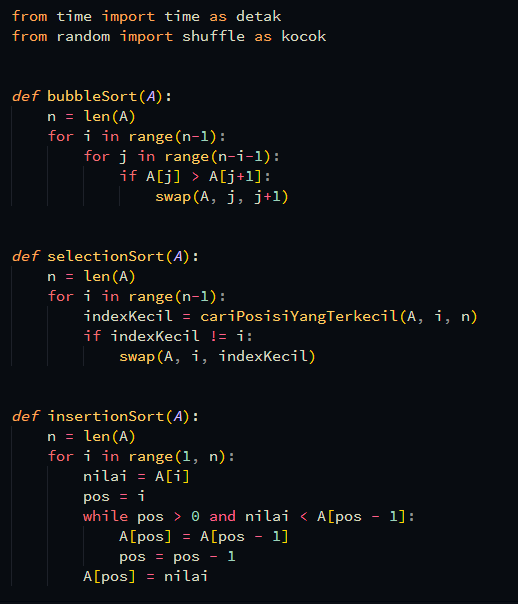 from time import time as detak
from random import shuffle as kocok
def bubbleSort(A):
    n = len(A)
    for i in range(n-1):
        for j in range(n-i-1):
            if A[j] > A[j+1]:
                swap(A, j, j+1)
def selectionSort(A):
    n = len(A)
    for i in range(n-1):
        indexKecil = cariPosisiYangTerkecil(A, i, n)
        if indexKecil != i:
            swap(A, i, indexKecil)
def insertionSort(A):
    n = len(A)
    for i in range(1, n):
        nilai = A[i]
        pos = i
        while pos > 0 and nilai < A[pos - 1]:
            A[pos] = A[pos - 1]
            pos = pos - 1
        A[pos] = nilai